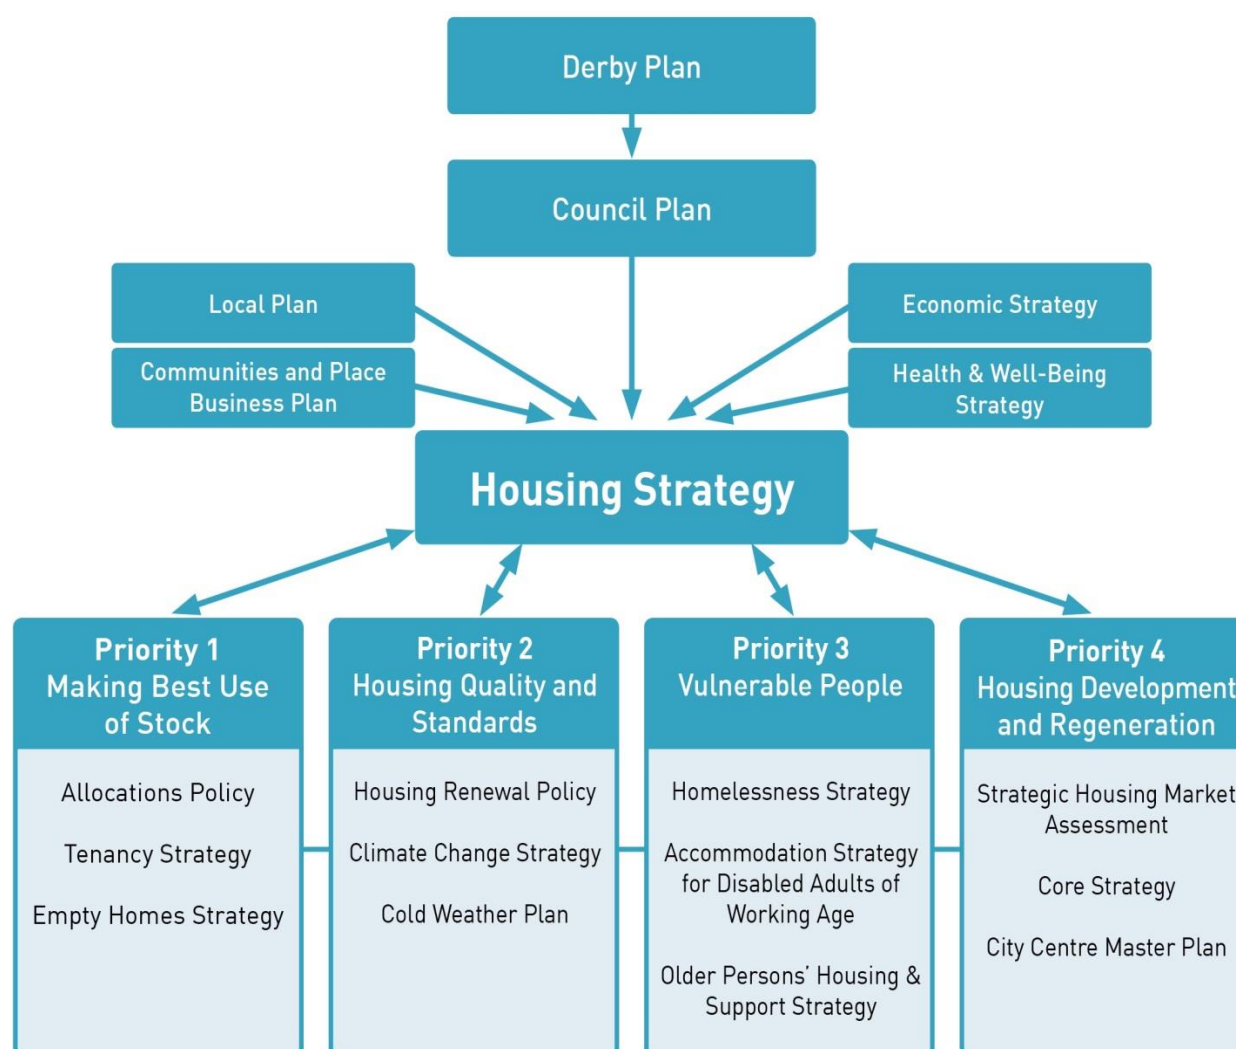 Derby Plan
Council Plan
Local Plan
Economic Strategy
Communities and Place
Business Plan
Health & Well-Being
Strategy
Housing Strategy
Priority 1
Making Best Use
of Stock
Allocations Policy
Tenancy Strategy
Empty Homes Strategy
Priority 2
Housing Quality and
Standards
Housing Renewal Policy
Climate Change Strategy
Cold Weather Plan
Priority 3
Vulnerable People
Homelessness Strategy
Accommodation Strategy
for Disabled Adults of
Working Age
Older Persons’ Housing &
Support Strategy
Priority 4
Housing Development
and Regeneration
Strategic Housing Market
Assessment
Core Strategy
City Centre Master Plan